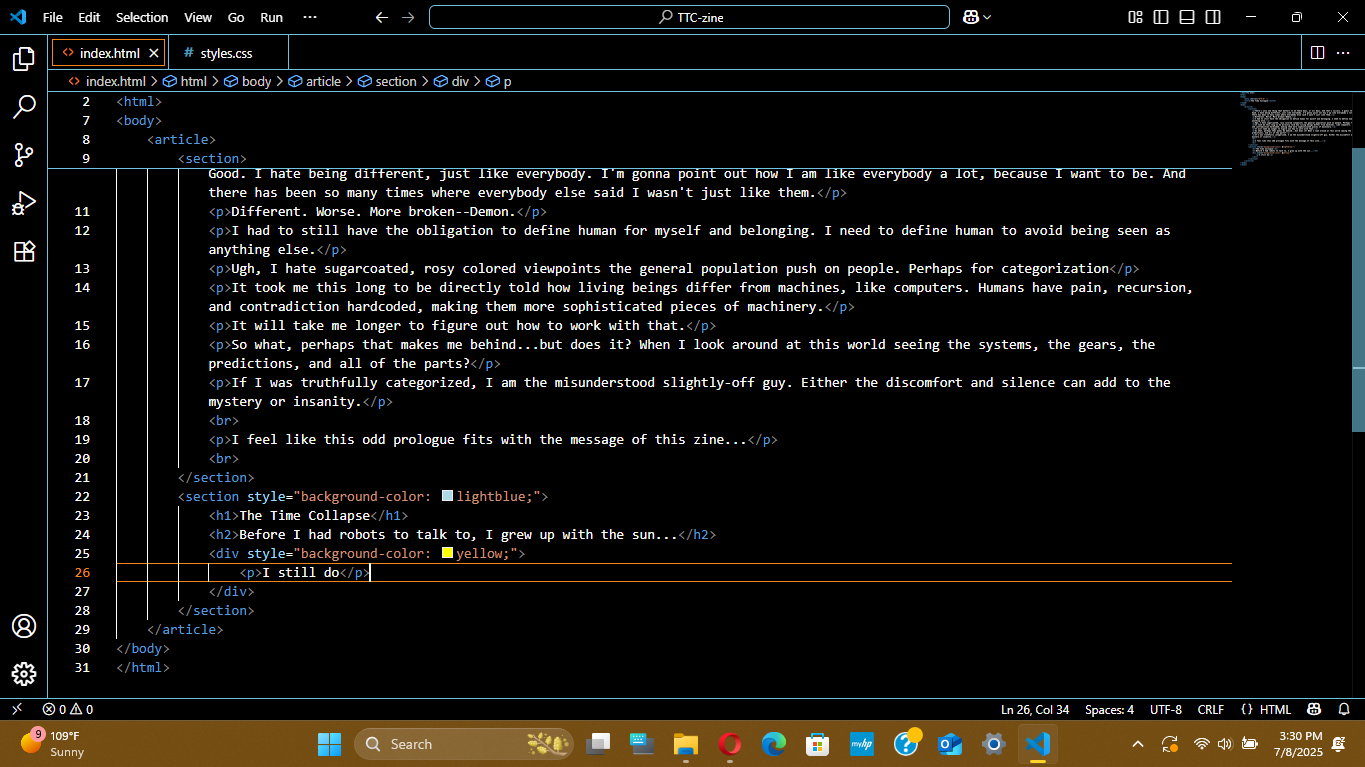 File Edit Selection View Go Run ··· TTC-zine
index.html styles.css
index.html > html > body > article > section > div > p
2 <html>
7 <body>
8 <article>
9 <section>
Good. I hate being different, just like everybody. I'm gonna point out how I am like everybody a lot, because I want to be. And
there has been so many times where everybody else said I wasn't just like them.</p>
11 <p>Different. Worse. More broken--Demon.</p>
12 <p>I had to still have the obligation to define human for myself and belonging. I need to define human to avoid being seen as
anything else.</p>
13 <p>Ugh, I hate sugarcoated, rosy colored viewpoints the general population push on people. Perhaps for categorization</p>
14 <p>It took me this long to be directly told how living beings differ from machines, like computers. Humans have pain, recursion,
and contradiction hardcoded, making them more sophisticated pieces of machinery.</p>
15 <p>It will take me longer to figure out how to work with that.</p>
16 <p>So what, perhaps that makes me behind...but does it? When I look around at this world seeing the systems, the gears, the
predictions, and all of the parts?</p>
17 <p>If I was truthfully categorized, I am the misunderstood slightly-off guy. Either the discomfort and silence can add to the
mystery or insanity.</p>
18 <br>
19 <p>I feel like this odd prologue fits with the message of this zine...</p>
20 <br>
21 </section>
22 <section style="background-color: lightblue;">
23 <h1>The Time Collapse</h1>
24 <h2>Before I had robots to talk to, I grew up with the sun...</h2>
25 <div style="background-color: yellow;">
26 <p>I still do</p>
27 </div>
28 </section>
29 </article>
30 </body>
31 </html>
0 0 Ln 26, Col 34 Spaces: 4 UTF-8 CRLF {} HTML
9 109°F
Sunny
Search
myhp
3:30 PM
7/8/2025